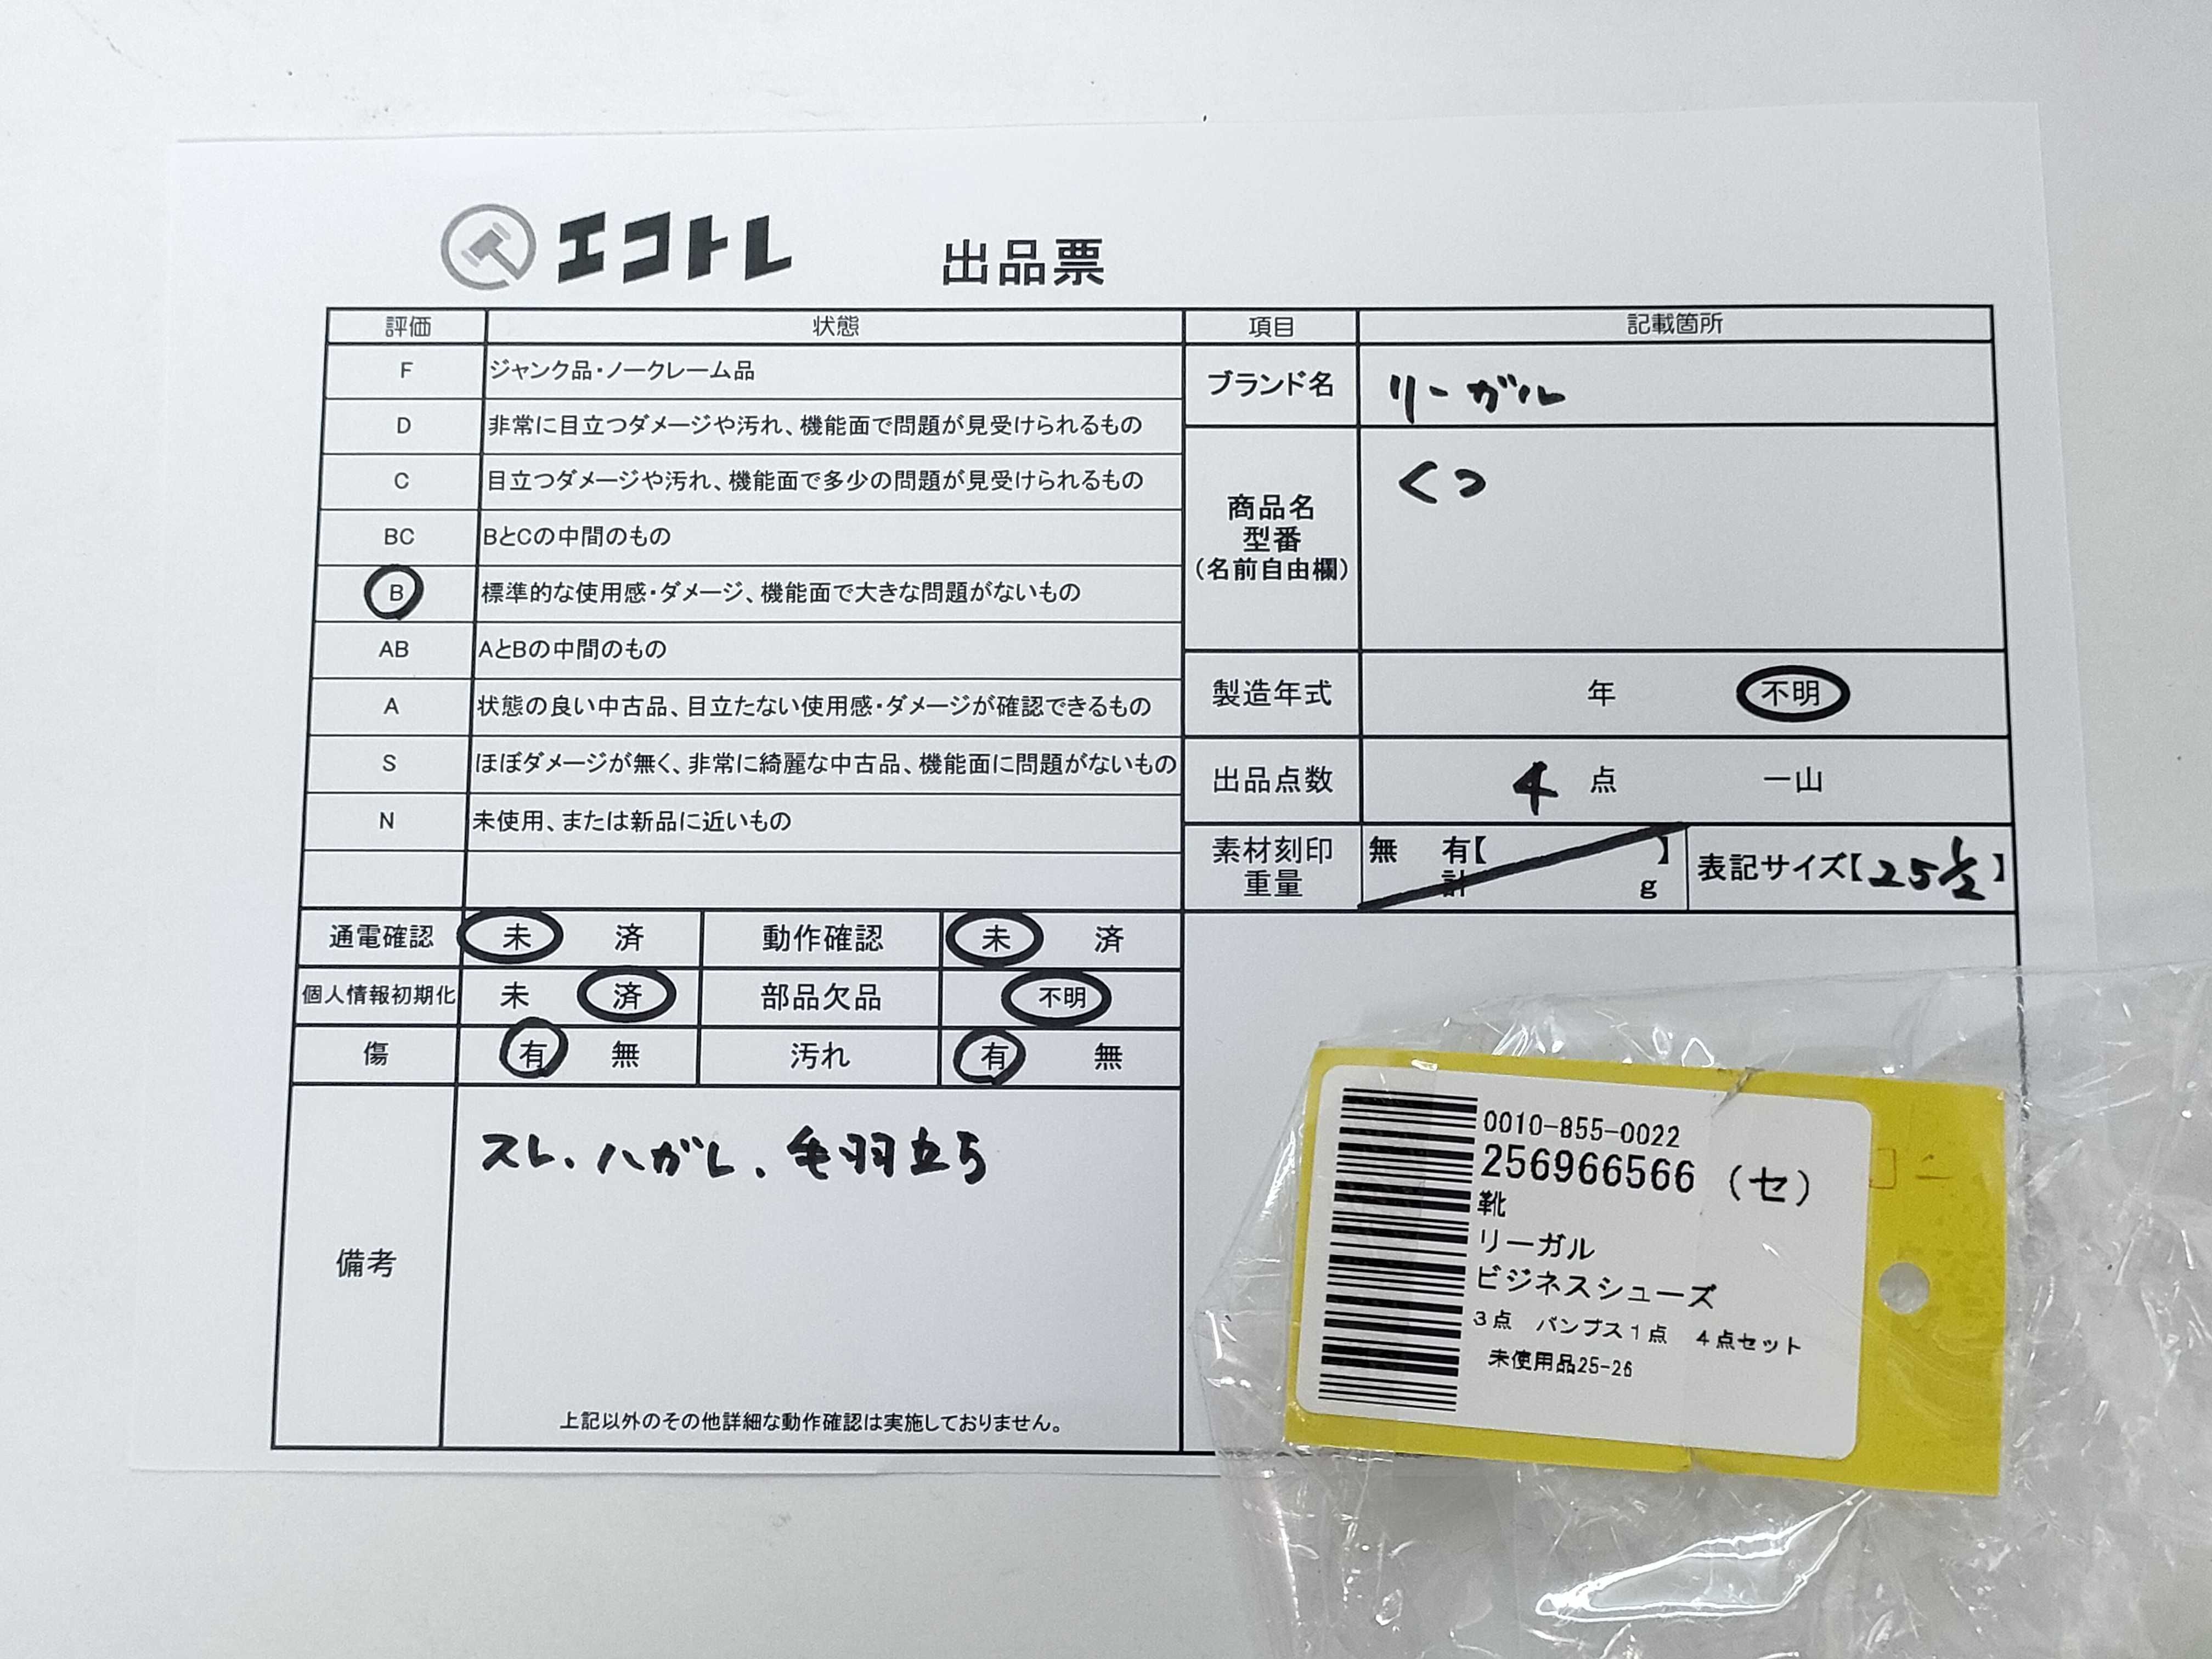 エコトレ 出品票
評価 状態 項目 記載箇所
F ジャンク品・ノークレーム品
D 非常に目立つダメージや汚れ、機能面で問題が見受けられるもの
C 目立つダメージや汚れ、機能面で多少の問題が見受けられるもの
BC BとCの中間のもの
B 標準的な使用感・ダメージ、機能面で大きな問題がないもの
AB AとBの中間のもの
A 状態の良い中古品、目立たない使用感・ダメージが確認できるもの
S ほぼダメージが無く、非常に綺麗な中古品、機能面に問題がないもの
N 未使用、または新品に近いもの
ブランド名 リーガル
商品名
型番
(名前自由欄)
くつ
製造年式 年 不明
出品点数 4 点 一山
素材刻印 無 有【 】
重量 計 g
表記サイズ【25 1/2】
通電確認 未 済 動作確認 未 済
個人情報初期化 未 済 部品欠品 不明
傷 有 無 汚れ 有 無
備考
スレ、ハガレ、毛羽立ち
上記以外のその他詳細な動作確認は実施しておりません。
0010-855-0022
256966566 (セ)
靴
リーガル
ビジネスシューズ
3点 パンプス1点 4点セット
未使用品25-26